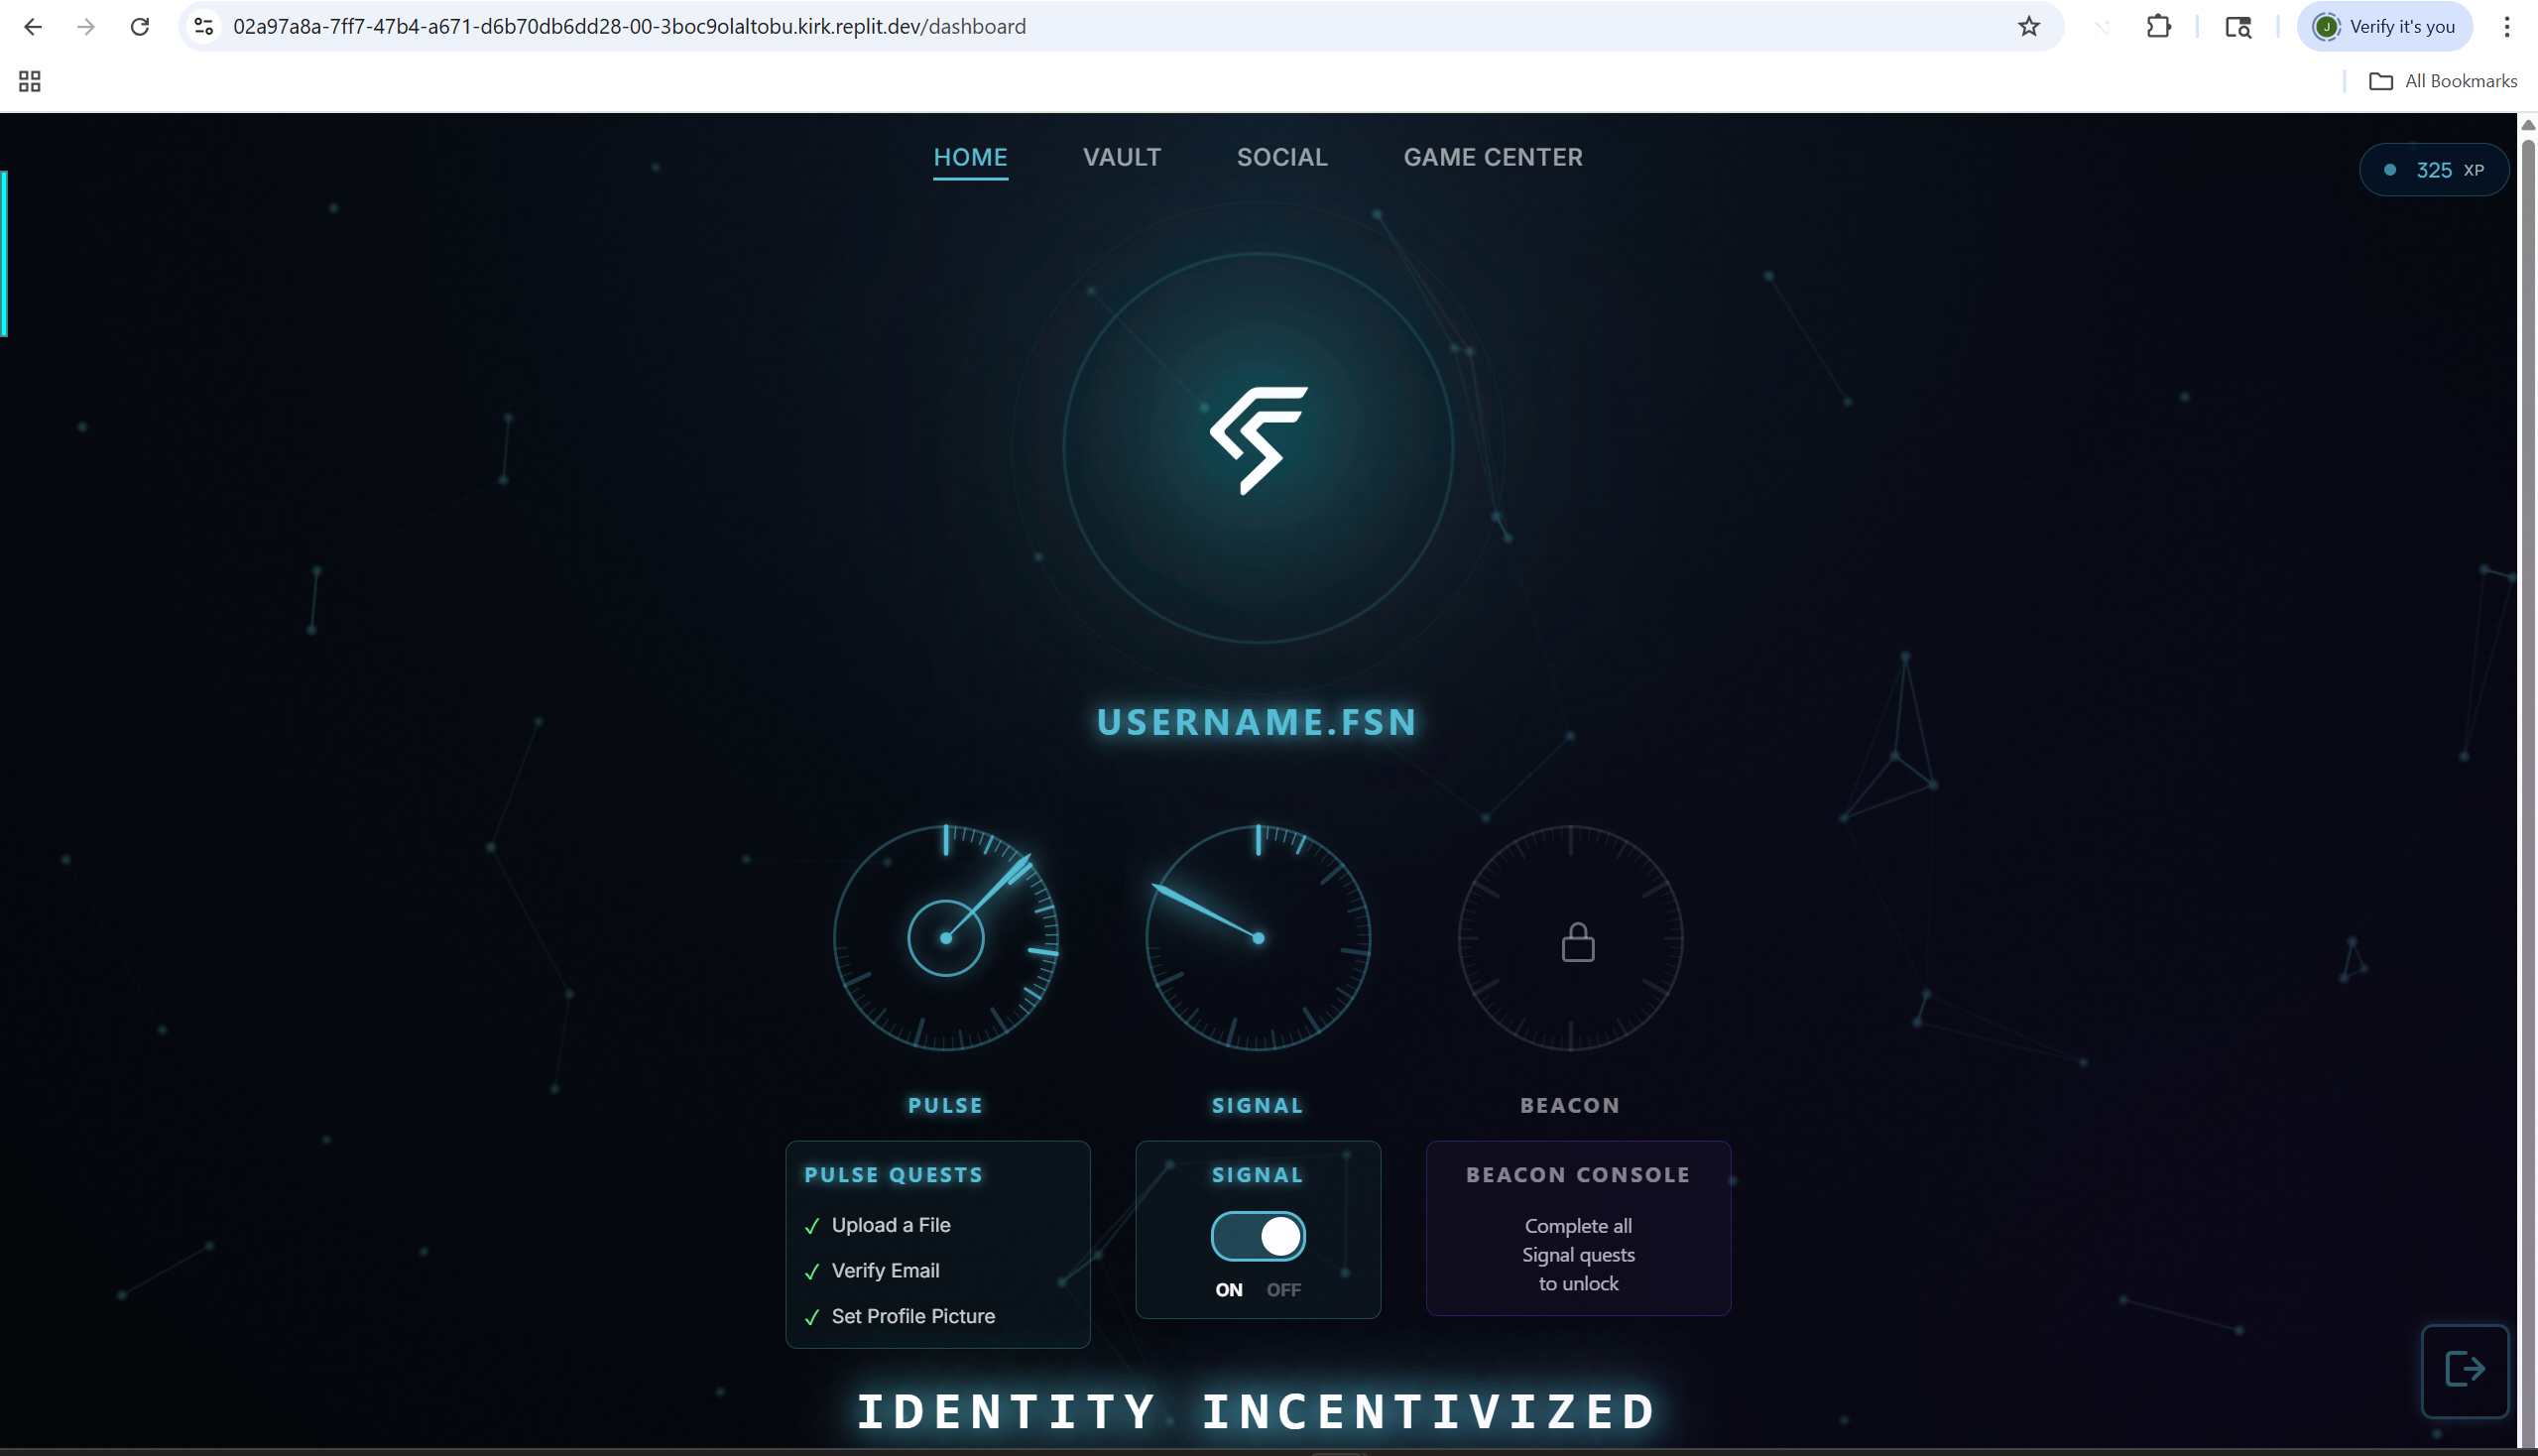 02a97a8a-7ff7-47b4-a671-d6b70db6dd28-00-3boc9olaltobu.kirk.replit.dev/dashboard
J
Verify it's you
All Bookmarks
HOME
VAULT
SOCIAL
GAME CENTER
325 XP
USERNAME.FSN
PULSE
SIGNAL
BEACON
PULSE QUESTS
✓ Upload a File
✓ Verify Email
✓ Set Profile Picture
SIGNAL
ON OFF
BEACON CONSOLE
Complete all
Signal quests
to unlock
IDENTITY INCENTIVIZED